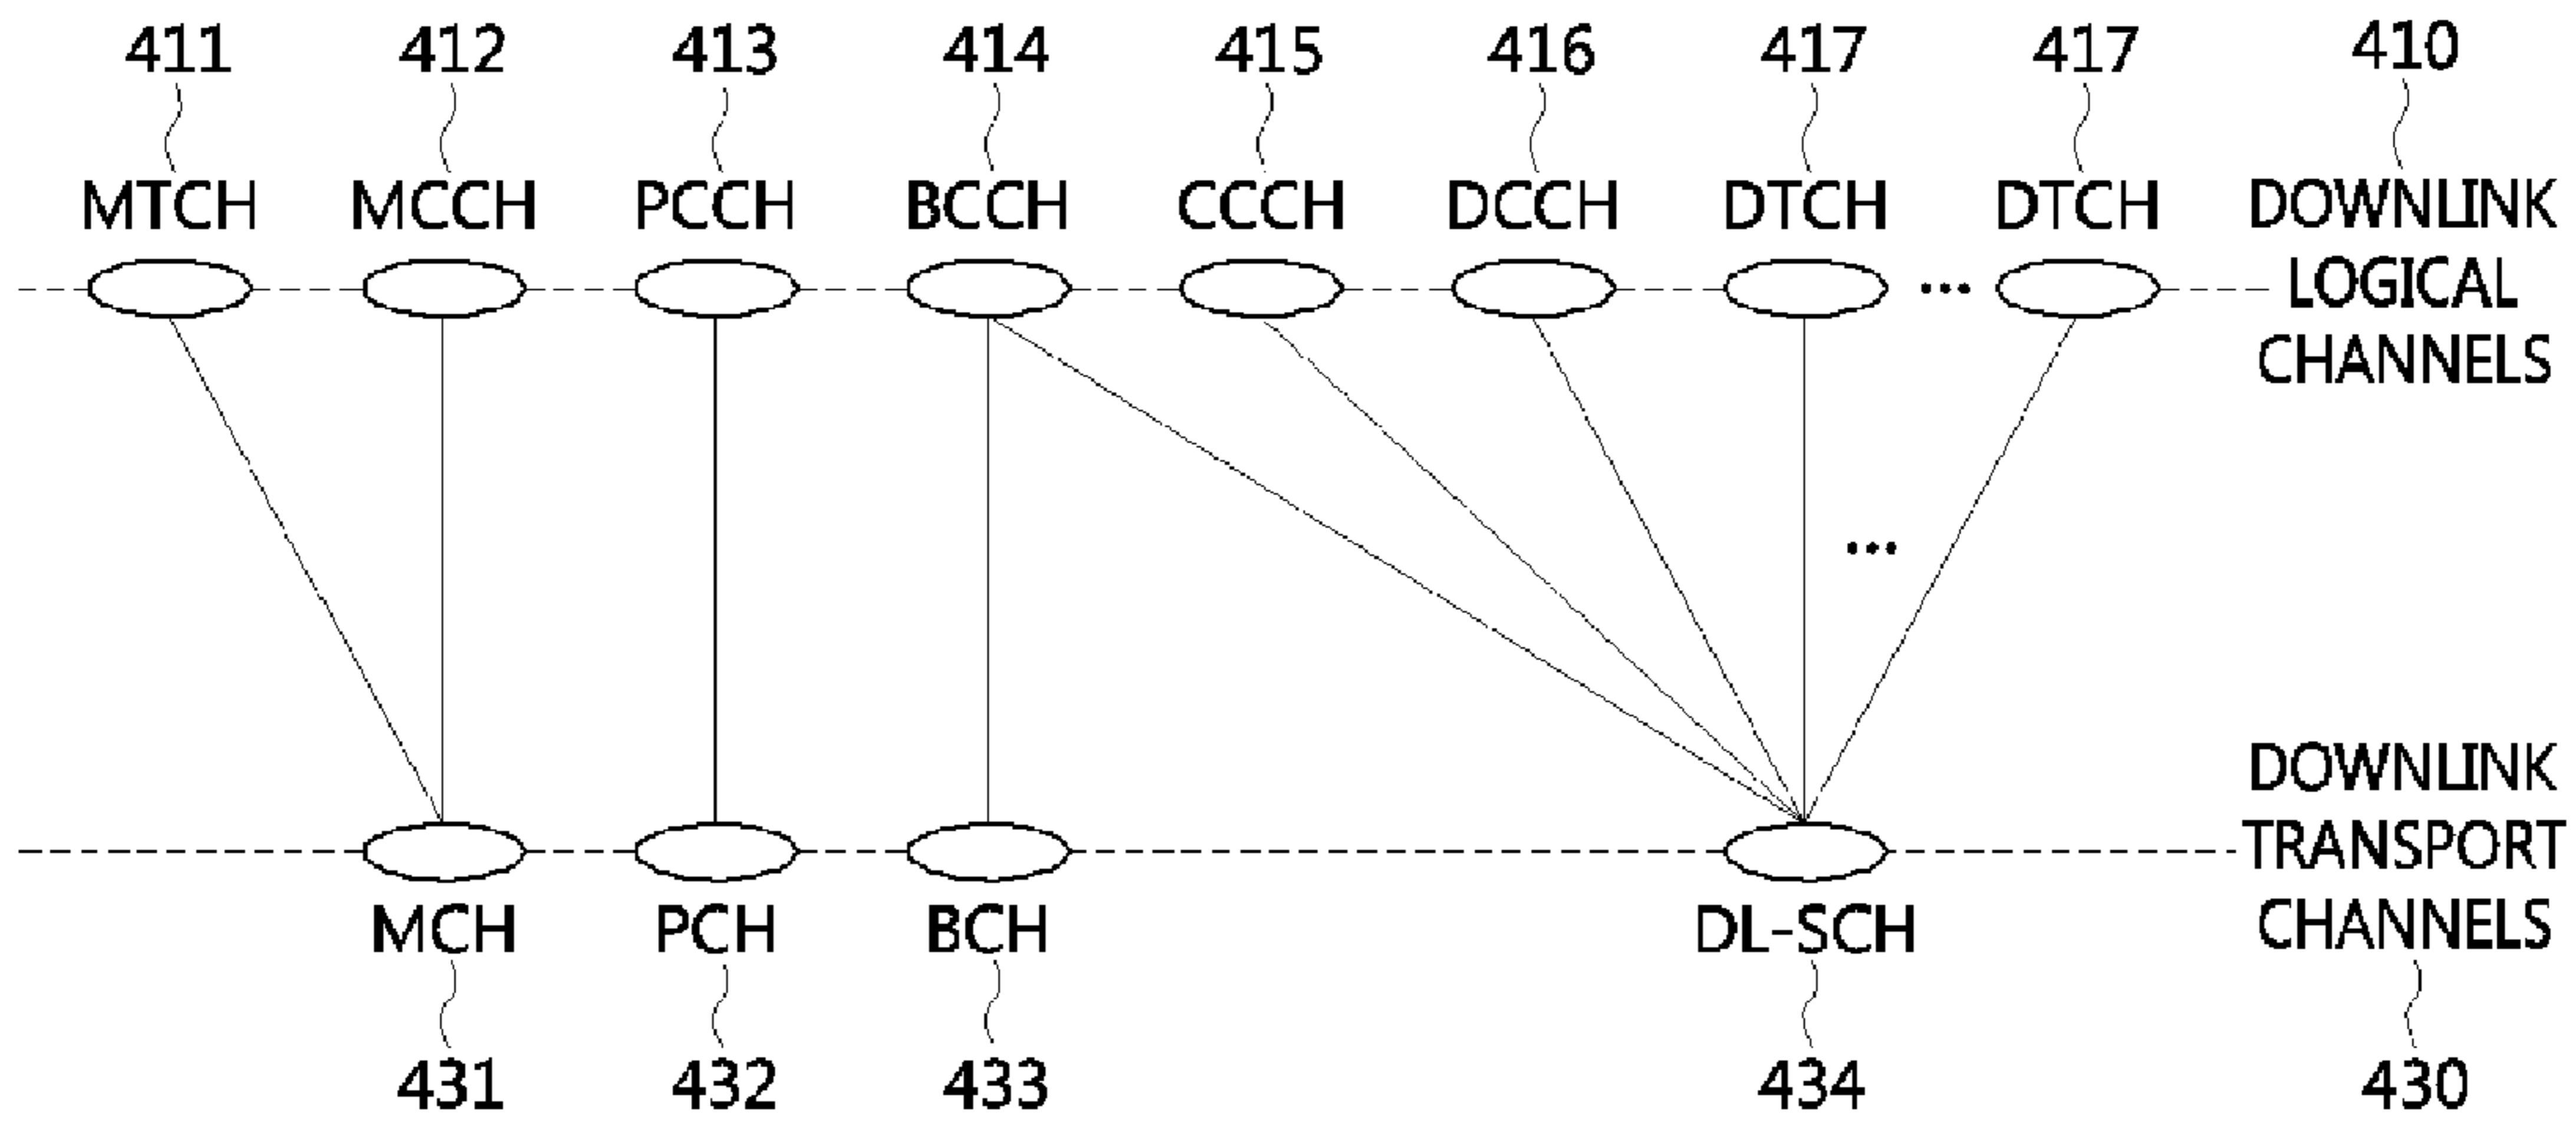 411 412 413 414 415 416 417 417 410
MTCH MCCH PCCH BCCH CCCH DCCH DTCH DTCH DOWNLINK
... LOGICAL
CHANNELS
...
DOWNLINK
TRANSPORT
MCH PCH BCH DL-SCH CHANNELS
431 432 433 434 430